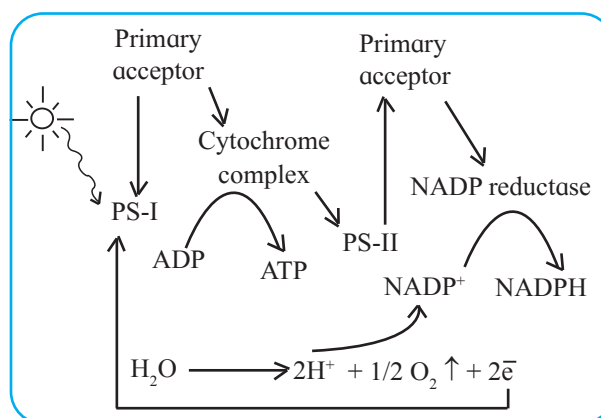 Primary
acceptor
Primary
acceptor
Cytochrome
complex
NADP reductase
PS-I
PS-II
ADP
ATP
NADP⁺
NADPH
H₂O
2H⁺ + 1/2 O₂ ↑ + 2e̅